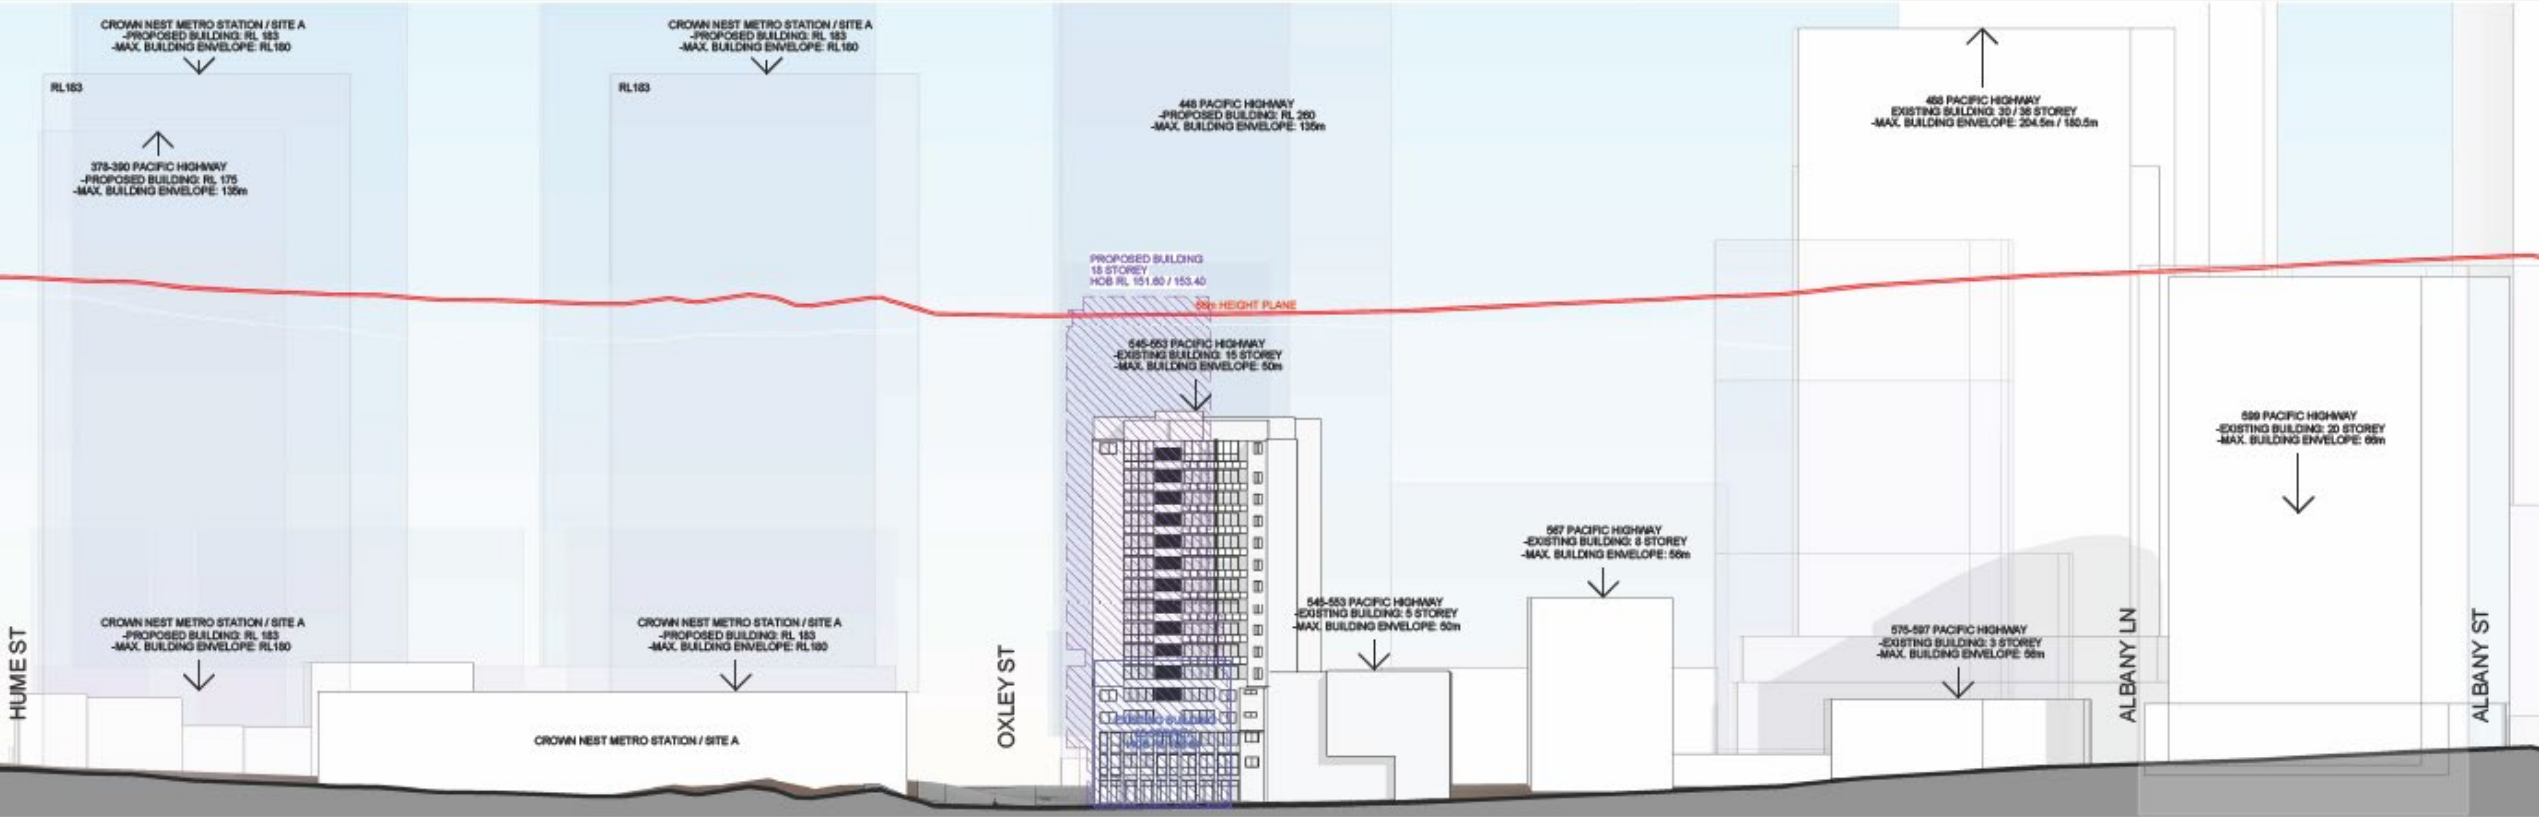 CROWN NEST METRO STATION / SITE A
-PROPOSED BUILDING: RL 183
-MAX. BUILDING ENVELOPE: RL180
RL183
378-390 PACIFIC HIGHWAY
-PROPOSED BUILDING: RL 175
-MAX. BUILDING ENVELOPE: 135m
CROWN NEST METRO STATION / SITE A
-PROPOSED BUILDING: RL 183
-MAX. BUILDING ENVELOPE: RL180
RL183
448 PACIFIC HIGHWAY
-PROPOSED BUILDING: RL 260
-MAX. BUILDING ENVELOPE: 135m
488 PACIFIC HIGHWAY
EXISTING BUILDING: 30 / 36 STOREY
-MAX. BUILDING ENVELOPE: 204.5m / 180.5m
PROPOSED BUILDING
18 STOREY
HOB RL 151.60 / 153.40
HEIGHT PLANE
545-553 PACIFIC HIGHWAY
-EXISTING BUILDING: 15 STOREY
-MAX. BUILDING ENVELOPE: 50m
599 PACIFIC HIGHWAY
-EXISTING BUILDING: 20 STOREY
-MAX. BUILDING ENVELOPE: 66m
567 PACIFIC HIGHWAY
-EXISTING BUILDING: 8 STOREY
-MAX. BUILDING ENVELOPE: 56m
545-553 PACIFIC HIGHWAY
-EXISTING BUILDING: 5 STOREY
-MAX. BUILDING ENVELOPE: 50m
575-597 PACIFIC HIGHWAY
-EXISTING BUILDING: 3 STOREY
-MAX. BUILDING ENVELOPE: 56m
CROWN NEST METRO STATION / SITE A
-PROPOSED BUILDING: RL 183
-MAX. BUILDING ENVELOPE: RL180
CROWN NEST METRO STATION / SITE A
-PROPOSED BUILDING: RL 183
-MAX. BUILDING ENVELOPE: RL180
HUME ST
CROWN NEST METRO STATION / SITE A
OXLEY ST
EXISTING BUILDING
ALBANY LN
ALBANY ST